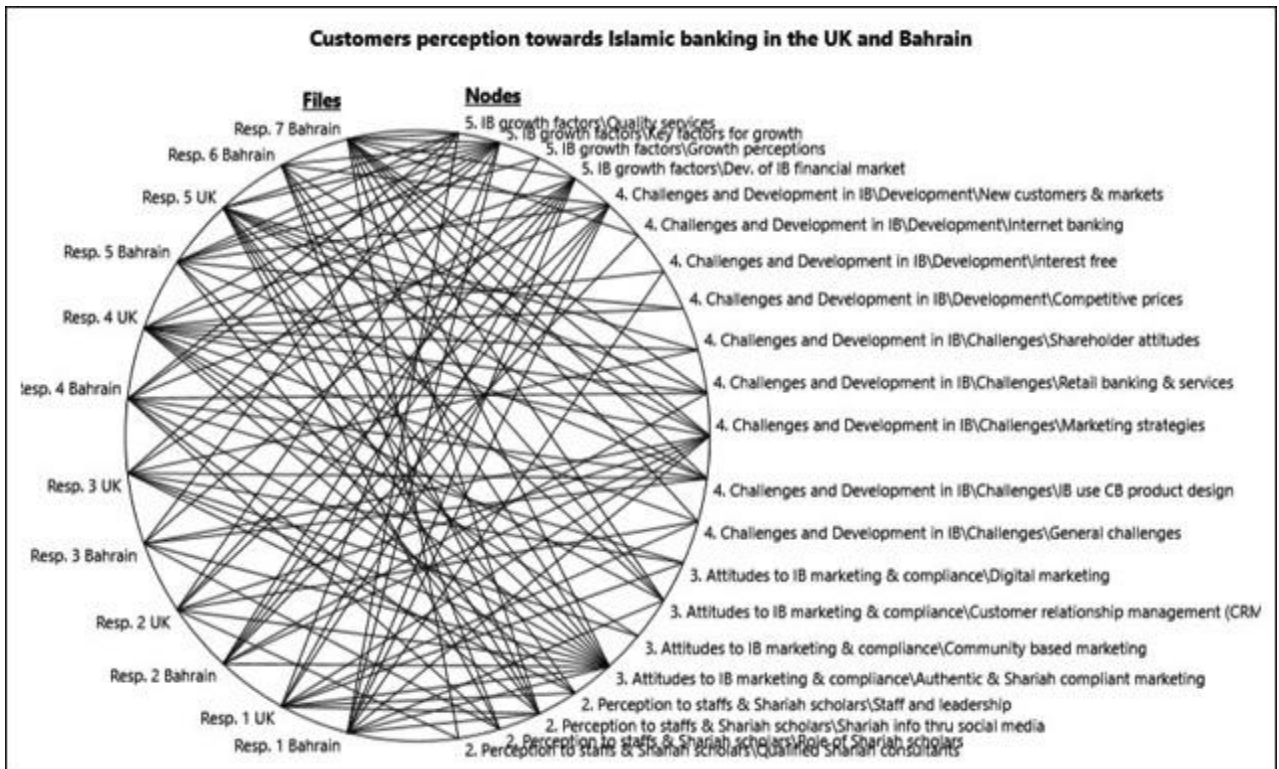 Customers perception towards Islamic banking in the UK and Bahrain
Files
Nodes
Resp. 7 Bahrain
Resp. 6 Bahrain
Resp. 5 UK
Resp. 5 Bahrain
Resp. 4 UK
Resp. 4 Bahrain
Resp. 3 UK
Resp. 3 Bahrain
Resp. 2 UK
Resp. 2 Bahrain
Resp. 1 UK
Resp. 1 Bahrain
5. IB growth factors\Quality services
5. IB growth factors\Key factors for growth
5. IB growth factors\Growth perceptions
5. IB growth factors\Dev. of IB financial market
4. Challenges and Development in IB\Development\New customers & markets
4. Challenges and Development in IB\Development\Internet banking
4. Challenges and Development in IB\Development\Interest free
4. Challenges and Development in IB\Development\Competitive prices
4. Challenges and Development in IB\Challenges\Shareholder attitudes
4. Challenges and Development in IB\Challenges\Retail banking & services
4. Challenges and Development in IB\Challenges\Marketing strategies
4. Challenges and Development in IB\Challenges\IB use CB product design
4. Challenges and Development in IB\Challenges\General challenges
3. Attitudes to IB marketing & compliance\Digital marketing
3. Attitudes to IB marketing & compliance\Customer relationship management (CRM
3. Attitudes to IB marketing & compliance\Community based marketing
3. Attitudes to IB marketing & compliance\Authentic & Shariah compliant marketing
2. Perception to staffs & Shariah scholars\Staff and leadership
2. Perception to staffs & Shariah scholars\Shariah info thru social media
2. Perception to staffs & Shariah scholars\Role of Shariah scholars
2. Perception to staffs & Shariah scholars\Qualified Shariah consultants